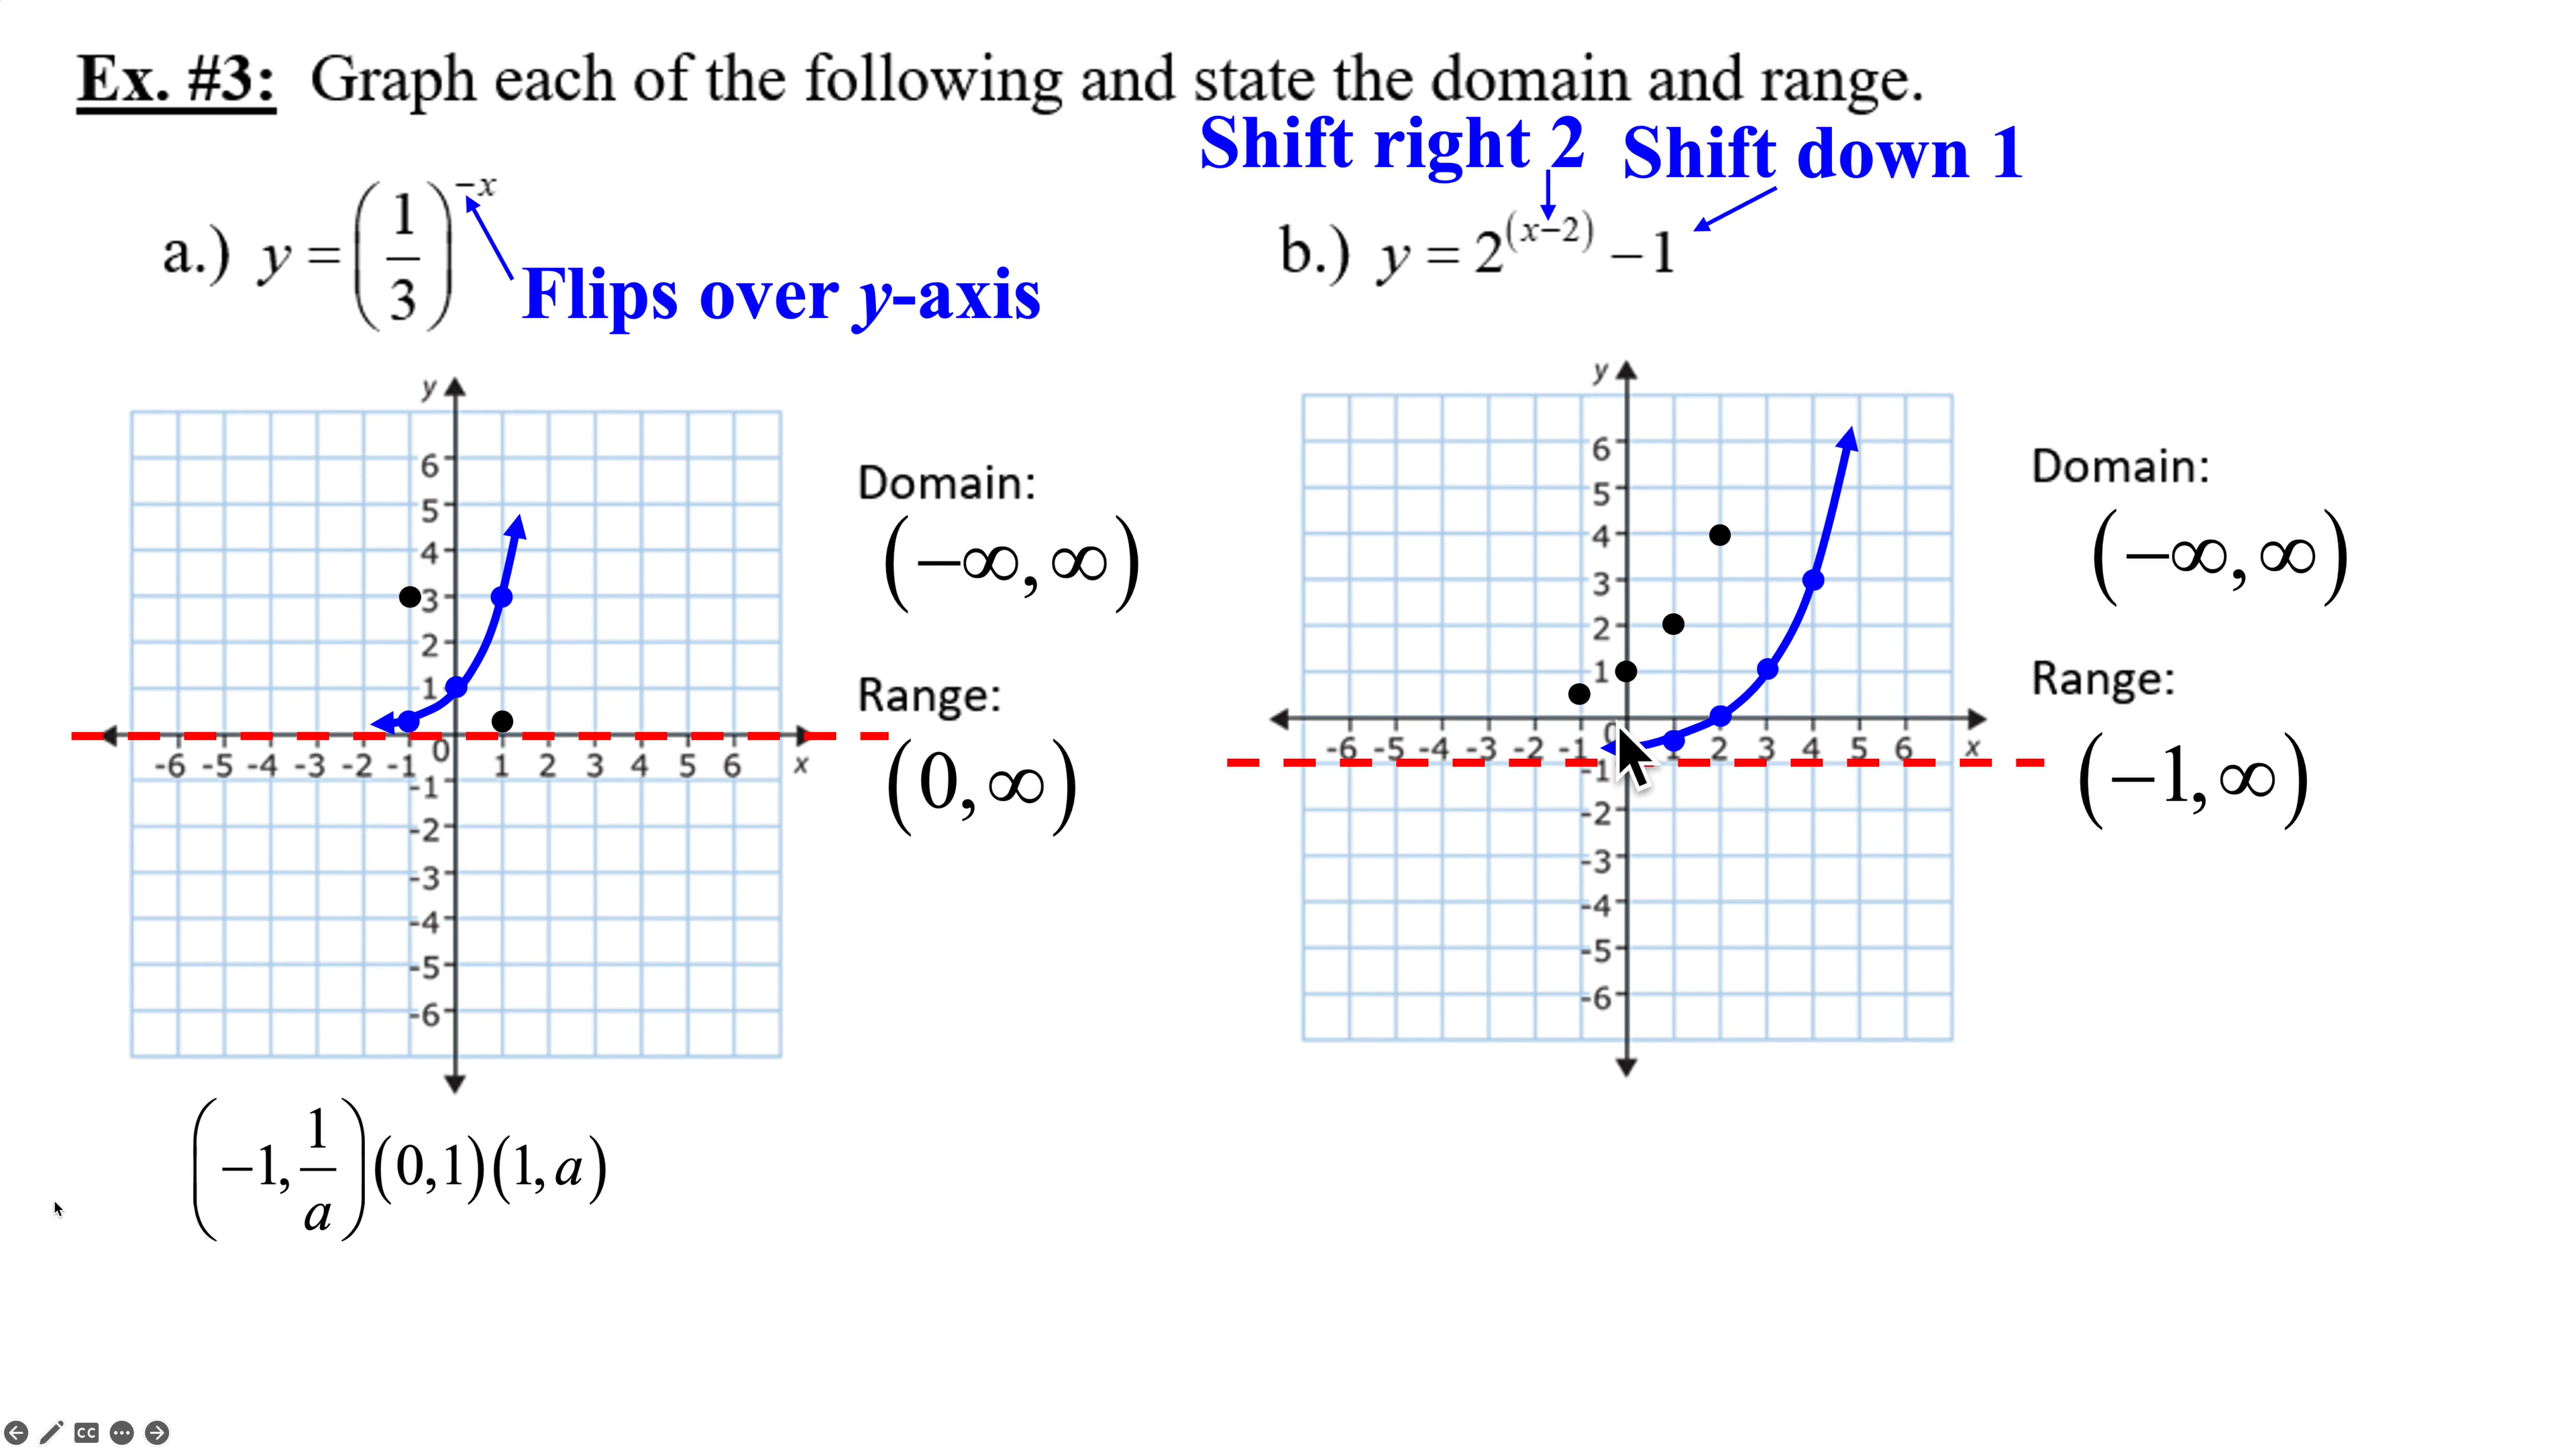 Ex. #3: Graph each of the following and state the domain and range.
Shift right 2 Shift down 1
a.) y = (1/3)^(−x)
Flips over y-axis
b.) y = 2^((x−2)) − 1
y
6
5
4
3
2
1
0
-6 -5 -4 -3 -2 -1 1 2 3 4 5 6 x
-1
-2
-3
-4
-5
-6
Domain:
(−∞, ∞)
Range:
(0, ∞)
(−1, 1/a)(0,1)(1, a)
y
6
5
4
3
2
1
0
-6 -5 -4 -3 -2 -1 1 2 3 4 5 6 x
-1
-2
-3
-4
-5
-6
Domain:
(−∞, ∞)
Range:
(−1, ∞)
CC